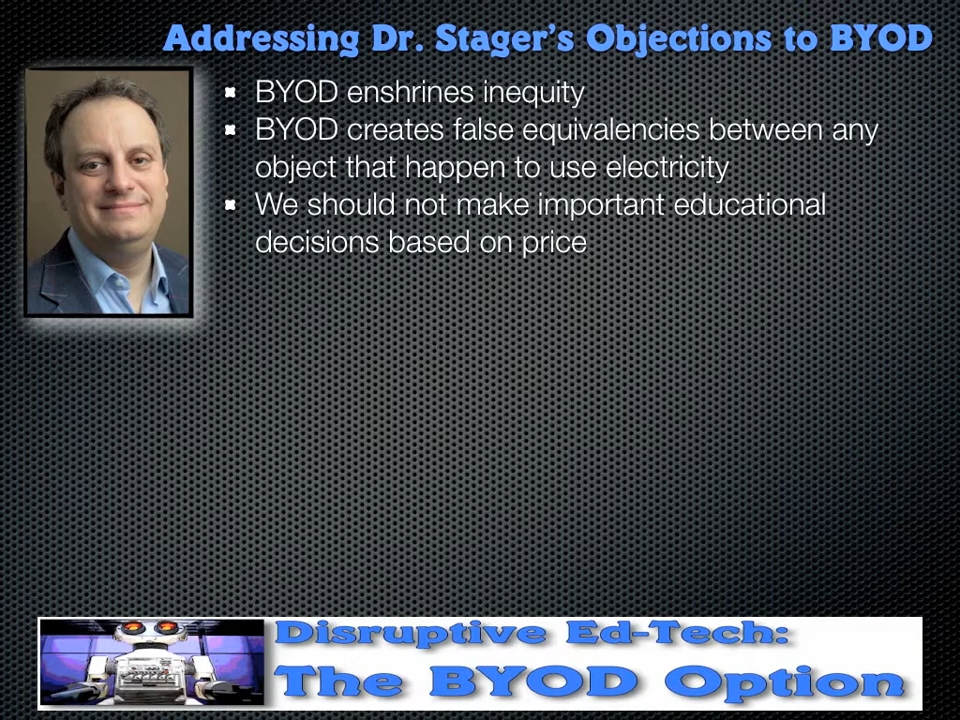 Addressing Dr. Stager's Objections to BYOD
BYOD enshrines inequity
BYOD creates false equivalencies between any
object that happen to use electricity
We should not make important educational
decisions based on price
Disruptive Ed-Tech:
The BYOD Option